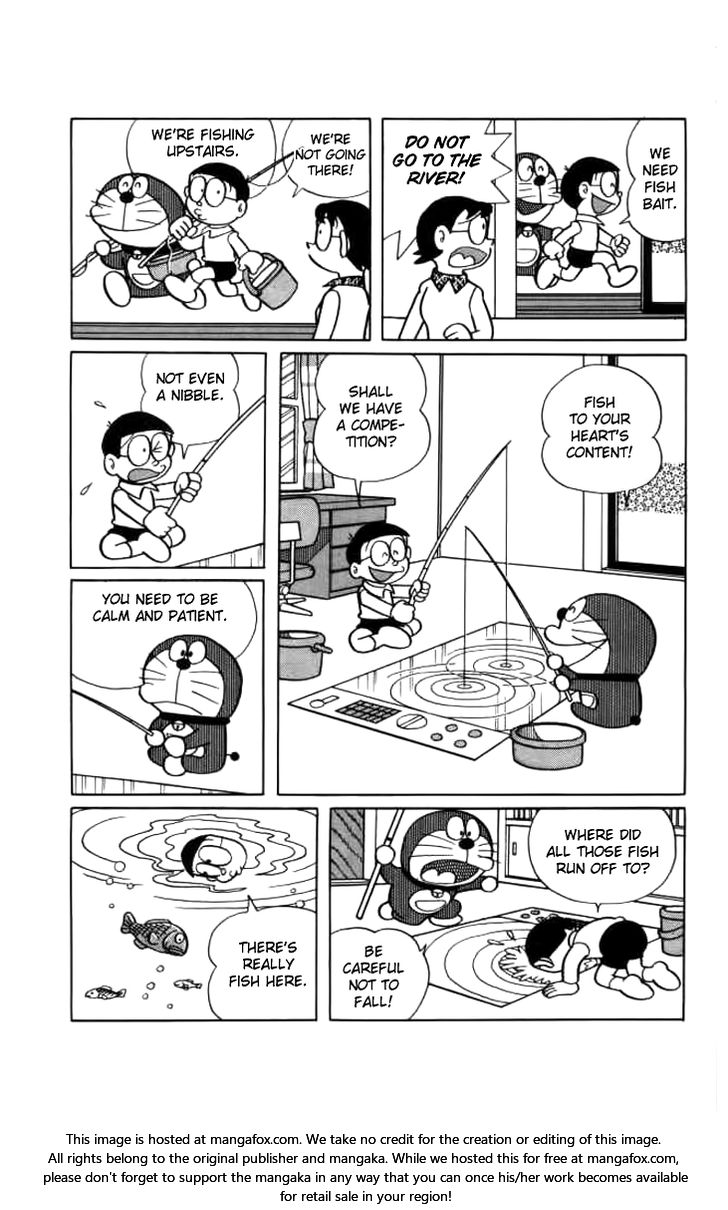 DO NOT
GO TO THE
RIVER!
WE
NEED
FISH
BAIT.
WE'RE FISHING
UPSTAIRS.
WE'RE
NOT GOING
THERE!
FISH
TO YOUR
HEART'S
CONTENT!
SHALL
WE HAVE
A COMPE-
TITION?
NOT EVEN
A NIBBLE.
YOU NEED TO BE
CALM AND PATIENT.
WHERE DID
ALL THOSE FISH
RUN OFF TO?
BE
CAREFUL
NOT TO
FALL!
THERE'S
REALLY
FISH HERE.
This image is hosted at mangafox.com. We take no credit for the creation or editing of this image.
All rights belong to the original publisher and mangaka. While we hosted this for free at mangafox.com,
please don't forget to support the mangaka in any way that you can once his/her work becomes available
for retail sale in your region!